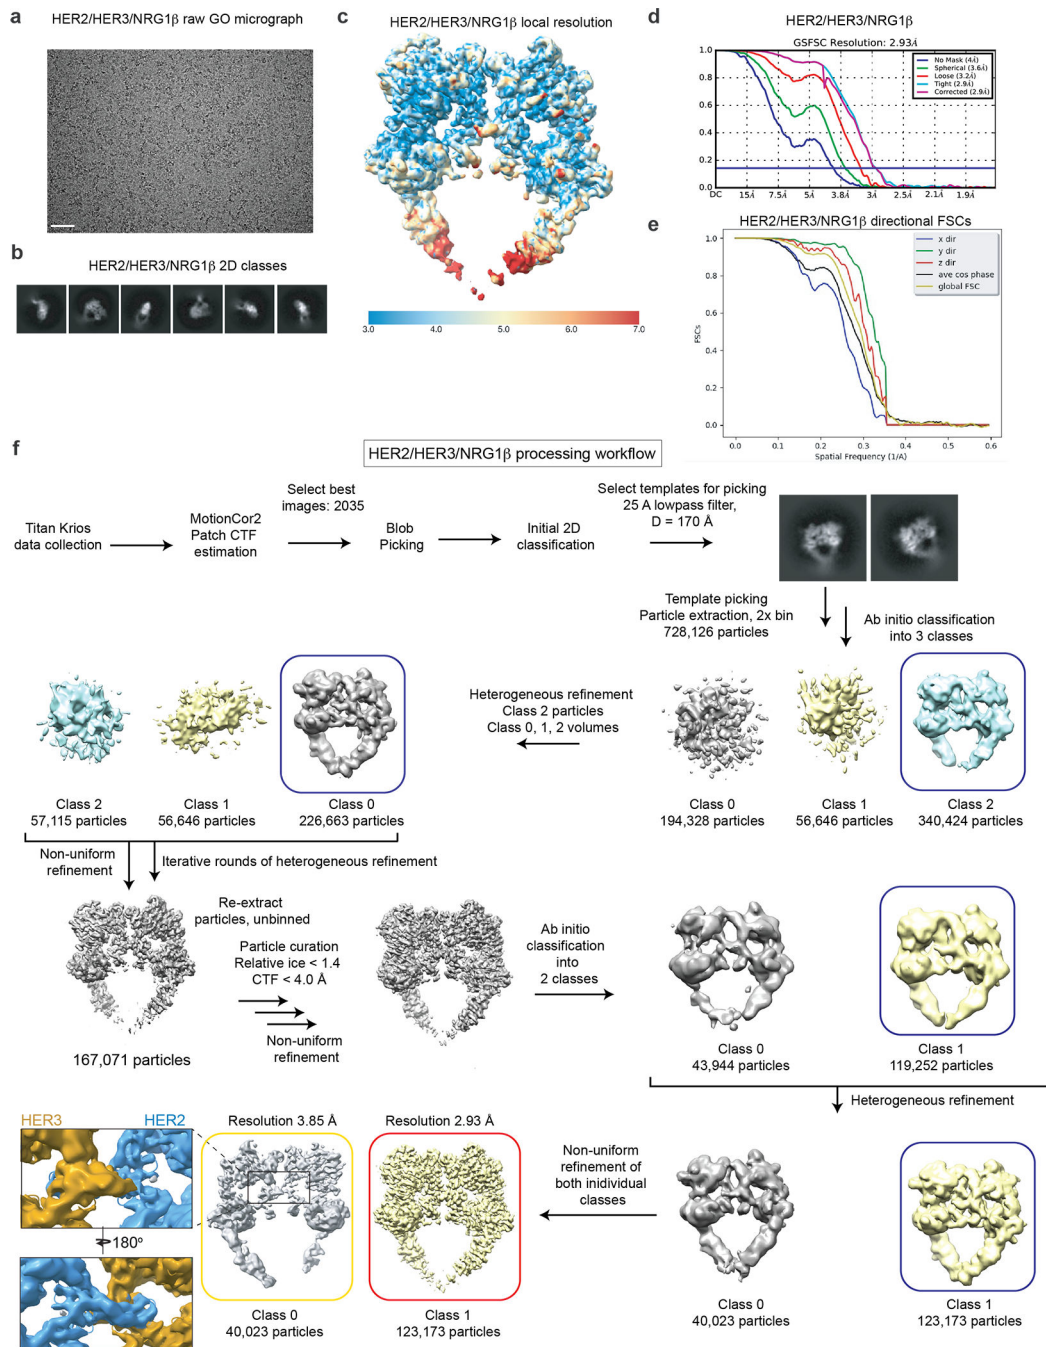 a
HER2/HER3/NRG1β raw GO micrograph
b
HER2/HER3/NRG1β 2D classes
c
HER2/HER3/NRG1β local resolution
3.0 4.0 5.0 6.0 7.0
d
HER2/HER3/NRG1β
GSFSC Resolution: 2.93Å
1.0
0.8
0.6
0.4
0.2
0.0
No Mask (4Å)
Spherical (3.6Å)
Loose (3.2Å)
Tight (2.9Å)
Corrected (2.9Å)
DC 15Å 7.5Å 5Å 3.8Å 3Å 2.5Å 2.1Å 1.9Å
e
HER2/HER3/NRG1β directional FSCs
1.0
0.8
0.6
0.4
0.2
0.0
FSCs
x dir
y dir
z dir
ave cos phase
global FSC
0.0 0.1 0.2 0.3 0.4 0.5 0.6
Spatial Frequency (1/A)
f
HER2/HER3/NRG1β processing workflow
Titan Krios
data collection
MotionCor2
Patch CTF
estimation
Select best
images: 2035
Blob
Picking
Initial 2D
classification
Select templates for picking
25 A lowpass filter,
D = 170 Å
Template picking
Particle extraction, 2x bin
728,126 particles
Ab initio classification
into 3 classes
Class 0
194,328 particles
Class 1
56,646 particles
Class 2
340,424 particles
Heterogeneous refinement
Class 2 particles
Class 0, 1, 2 volumes
Class 2
57,115 particles
Class 1
56,646 particles
Class 0
226,663 particles
Non-uniform
refinement
Iterative rounds of heterogeneous refinement
167,071 particles
Re-extract
particles, unbinned
Particle curation
Relative ice < 1.4
CTF < 4.0 Å
Non-uniform
refinement
Ab initio
classification
into
2 classes
Class 0
43,944 particles
Class 1
119,252 particles
Heterogeneous refinement
Class 0
40,023 particles
Class 1
123,173 particles
Non-uniform
refinement of
both inidividual
classes
Resolution 3.85 Å
Class 0
40,023 particles
Resolution 2.93 Å
Class 1
123,173 particles
HER3 HER2
180º